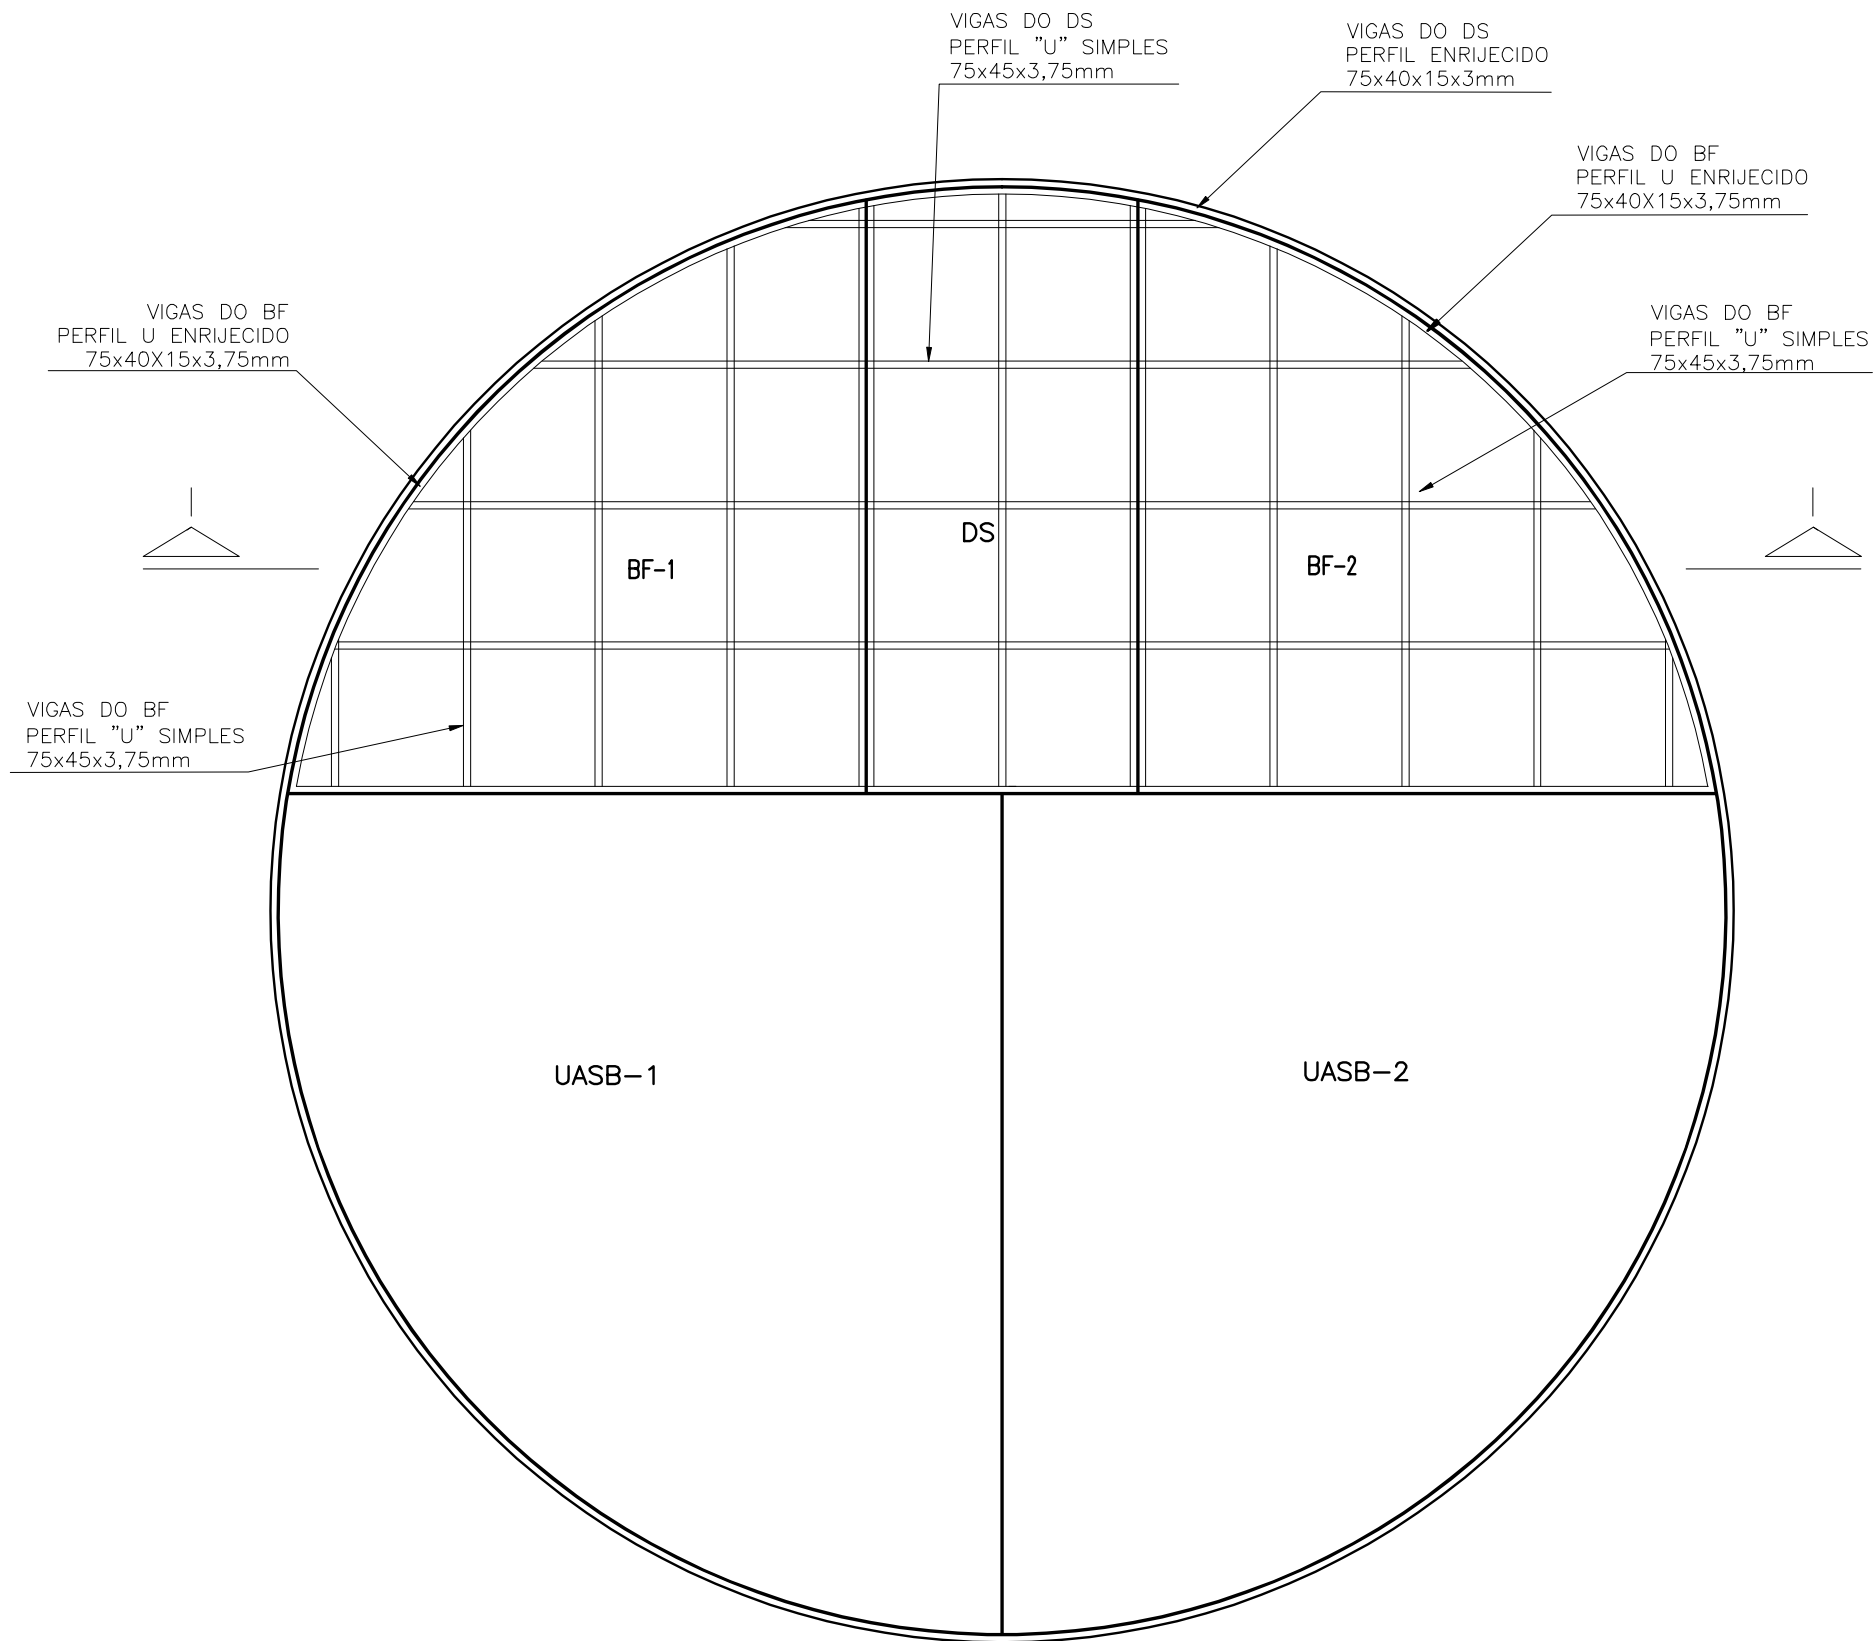 VIGAS DO DS
PERFIL "U" SIMPLES
75x45x3,75mm
VIGAS DO DS
PERFIL ENRIJECIDO
75x40x15x3mm
VIGAS DO BF
PERFIL U ENRIJECIDO
75x40X15x3,75mm
VIGAS DO BF
PERFIL U ENRIJECIDO
75x40X15x3,75mm
VIGAS DO BF
PERFIL "U" SIMPLES
75x45x3,75mm
DS
BF-1
BF-2
VIGAS DO BF
PERFIL "U" SIMPLES
75x45x3,75mm
UASB-1
UASB-2